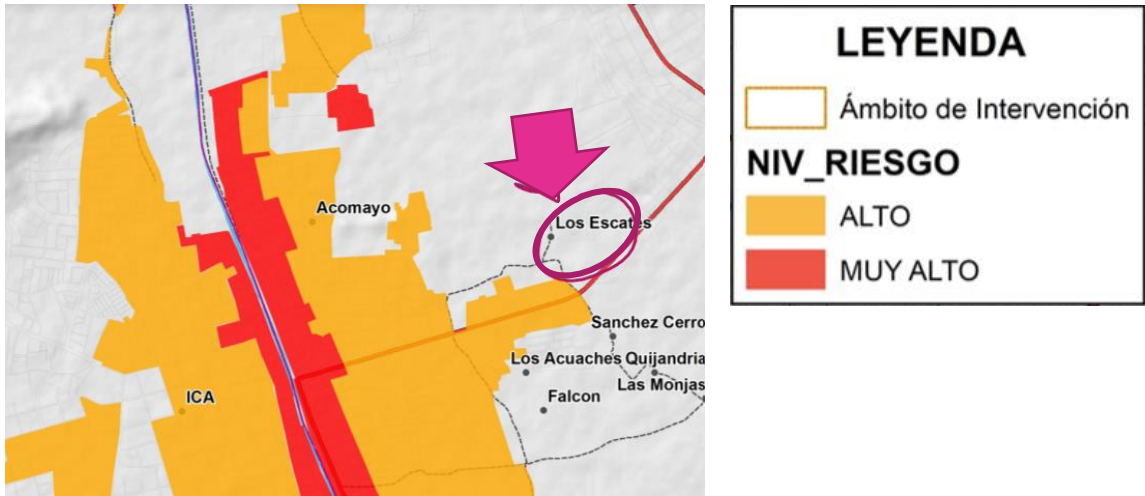 Acomayo
Los Escates
Sanchez Cerro
Los Acuaches Quijandria
Las Monjas
ICA
Falcon
LEYENDA
Ámbito de Intervención
NIV_RIESGO
ALTO
MUY ALTO